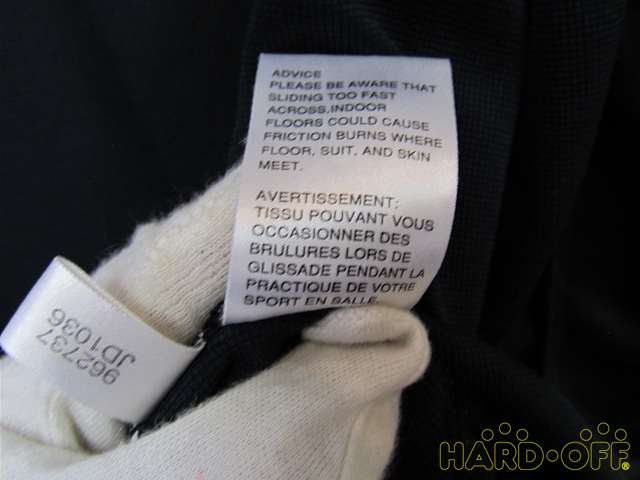 ADVICE
PLEASE BE AWARE THAT
SLIDING TOO FAST
ACROSS,INDOOR
FLOORS COULD CAUSE
FRICTION BURNS WHERE
FLOOR, SUIT, AND SKIN
MEET.
AVERTISSEMENT:
TISSU POUVANT VOUS
OCCASIONNER DES
BRULURES LORS DE
GLISSADE PENDANT LA
PRACTIQUE DE VOTRE
SPORT EN SALLE.
962737
JD1036
HARD·OFF